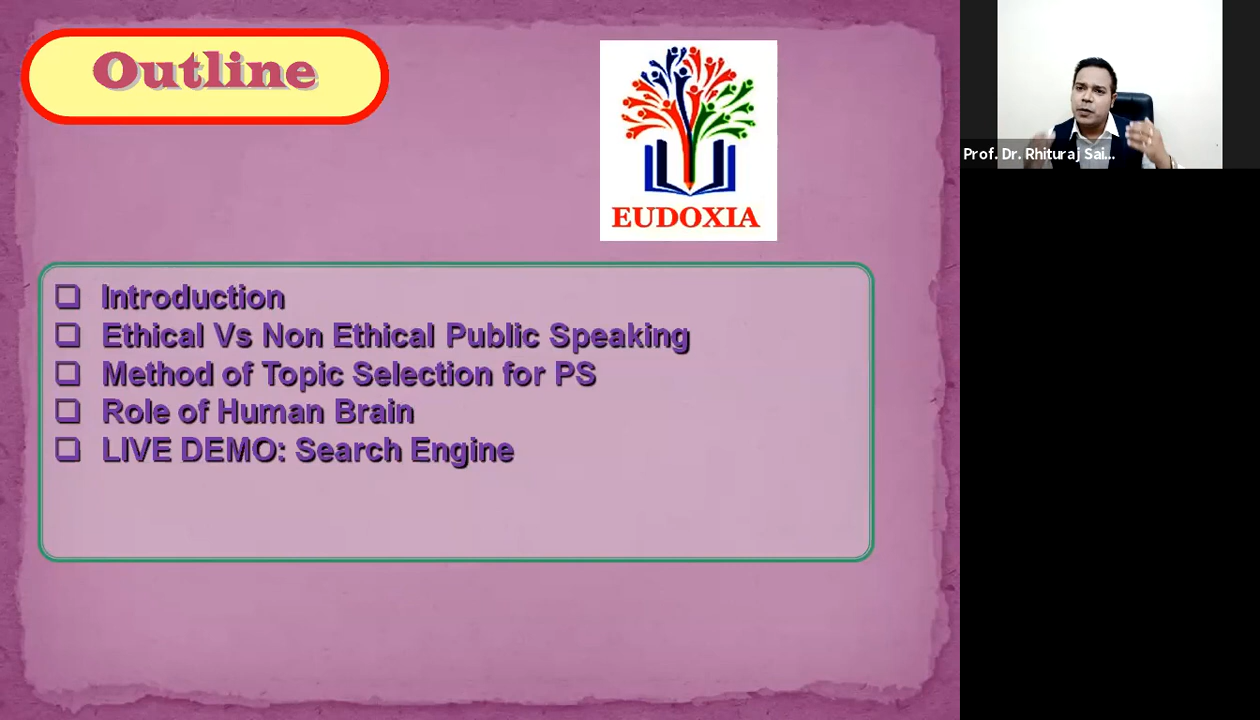 Outline
EUDOXIA
Introduction
Ethical Vs Non Ethical Public Speaking
Method of Topic Selection for PS
Role of Human Brain
LIVE DEMO: Search Engine
Prof. Dr. Rhituraj Sai...